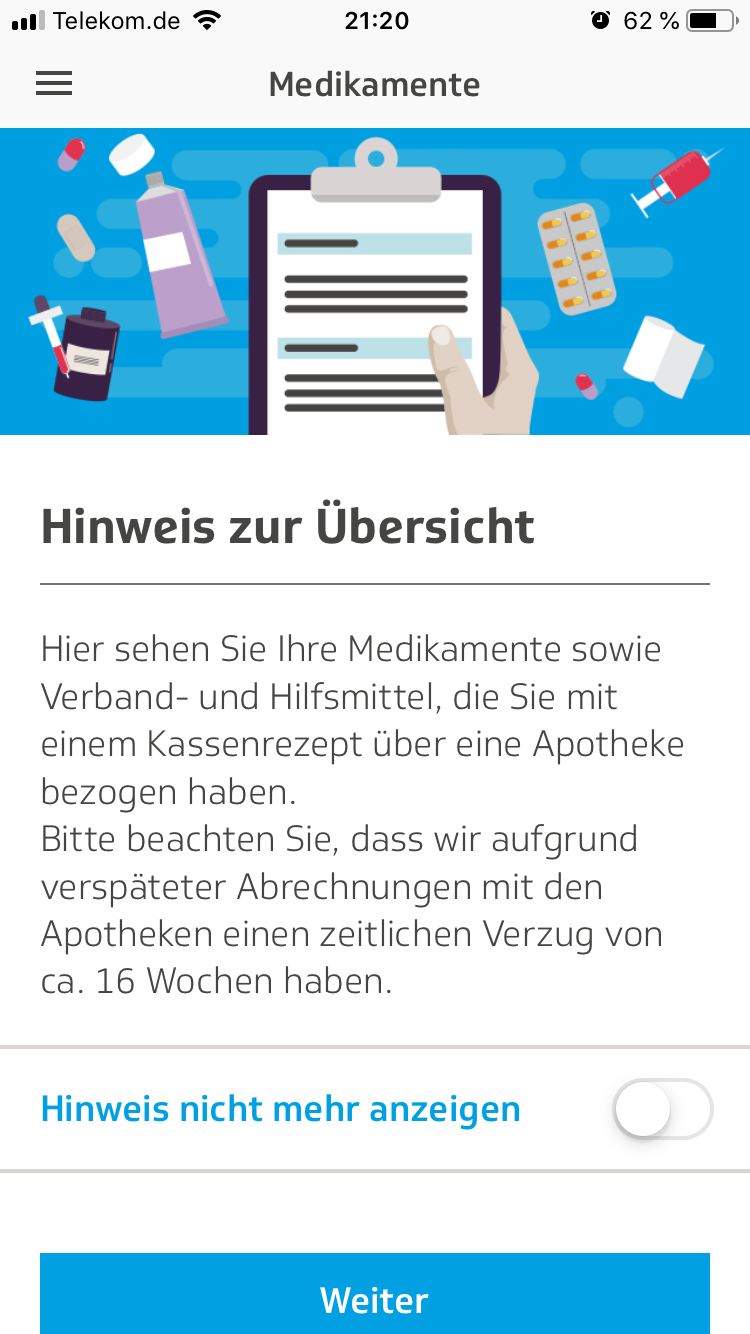 Telekom.de 21:20 62 %
Medikamente
Hinweis zur Übersicht
Hier sehen Sie Ihre Medikamente sowie
Verband- und Hilfsmittel, die Sie mit
einem Kassenrezept über eine Apotheke
bezogen haben.
Bitte beachten Sie, dass wir aufgrund
verspäteter Abrechnungen mit den
Apotheken einen zeitlichen Verzug von
ca. 16 Wochen haben.
Hinweis nicht mehr anzeigen
Weiter